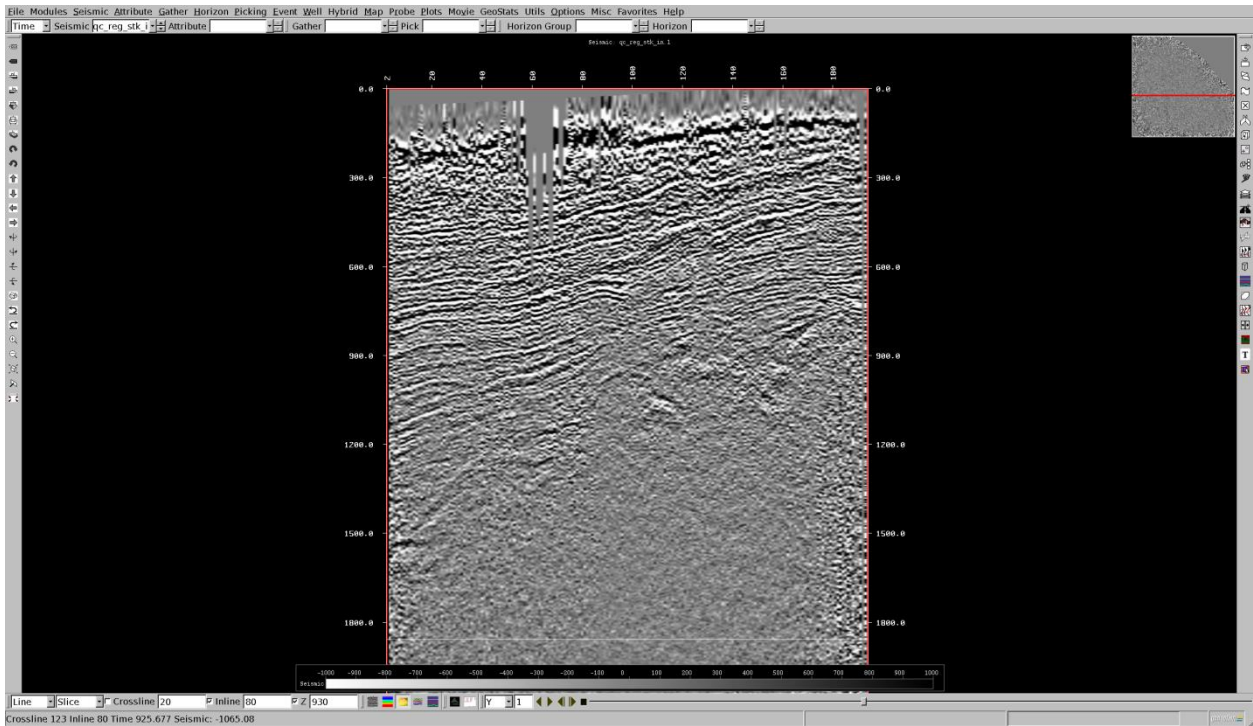 File Modules Seismic Attribute Gather Horizon Picking Event Well Hybrid Map Probe Plots Movie GeoStats Utils Options Misc Favorites Help
Time Seismic qc_reg_stk_i Attribute Gather Pick Horizon Group Horizon
Seismic: qc_reg_stk_in.1
2 20 40 60 80 100 120 140 160 180
0.0 0.0
300.0 300.0
600.0 600.0
900.0 900.0
1200.0 1200.0
1500.0 1500.0
1800.0 1800.0
-1000 -900 -800 -700 -600 -500 -400 -300 -200 -100 0 100 200 300 400 500 600 700 800 900 1000
Seismic
Line Slice Crossline 20 Inline 80 Z 930 Y 1
Crossline 123 Inline 80 Time 925.677 Seismic: -1065.08
T